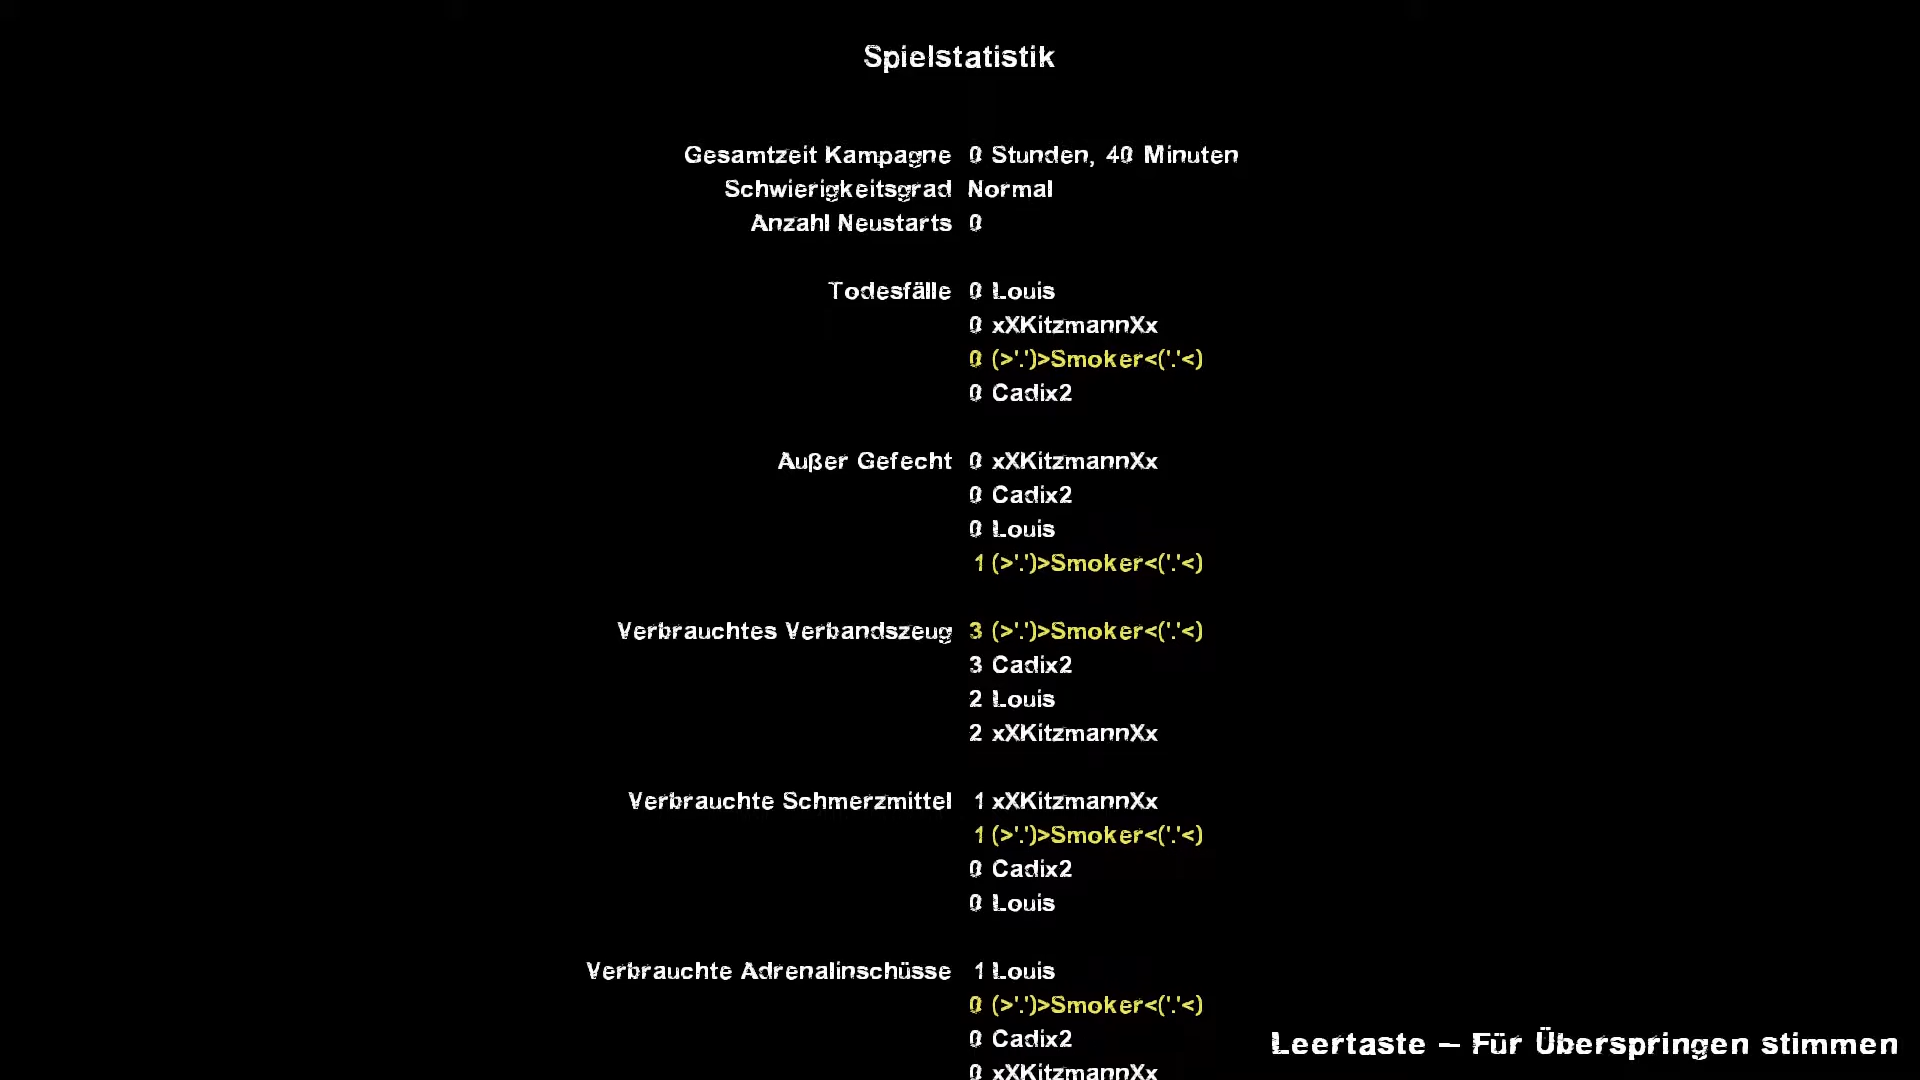 Spielstatistik
Gesamtzeit Kampagne 0 Stunden, 40 Minuten
Schwierigkeitsgrad Normal
Anzahl Neustarts 0
Todesfälle 0 Louis
0 xXKitzmannXx
0 (>'.')>Smoker<('.'<)
0 Cadix2
Außer Gefecht 0 xXKitzmannXx
0 Cadix2
0 Louis
1 (>'.')>Smoker<('.'<)
Verbrauchtes Verbandszeug 3 (>'.')>Smoker<('.'<)
3 Cadix2
2 Louis
2 xXKitzmannXx
Verbrauchte Schmerzmittel 1 xXKitzmannXx
1 (>'.')>Smoker<('.'<)
0 Cadix2
0 Louis
Verbrauchte Adrenalinschüsse 1 Louis
0 (>'.')>Smoker<('.'<)
0 Cadix2
0 xXKitzmannXx
Leertaste – Für Überspringen stimmen